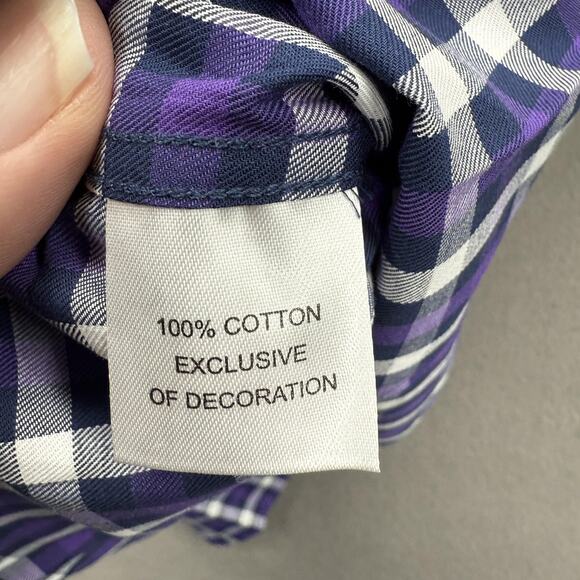 100% COTTON
EXCLUSIVE
OF DECORATION